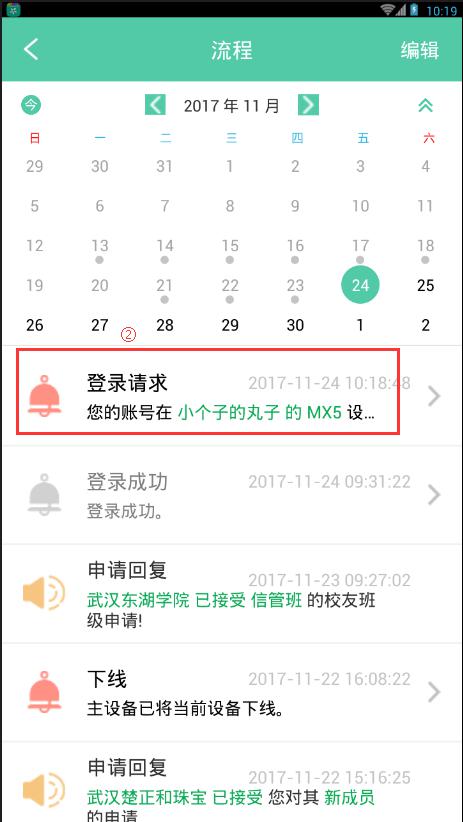 10:19
流程 编辑
今 2017 年 11 月
日 一 二 三 四 五 六
29 30 31 1 2 3 4
5 6 7 8 9 10 11
12 13 14 15 16 17 18
19 20 21 22 23 24 25
26 27 28 29 30 1 2
②
登录请求 2017-11-24 10:18:48
您的账号在 小个子的丸子 的 MX5 设...
登录成功 2017-11-24 09:31:22
登录成功。
申请回复 2017-11-23 09:27:02
武汉东湖学院 已接受 信管班 的校友班
级申请!
下线 2017-11-22 16:08:22
主设备已将当前设备下线。
申请回复 2017-11-22 15:16:25
武汉楚正和珠宝 已接受 您对其 新成员
的申请